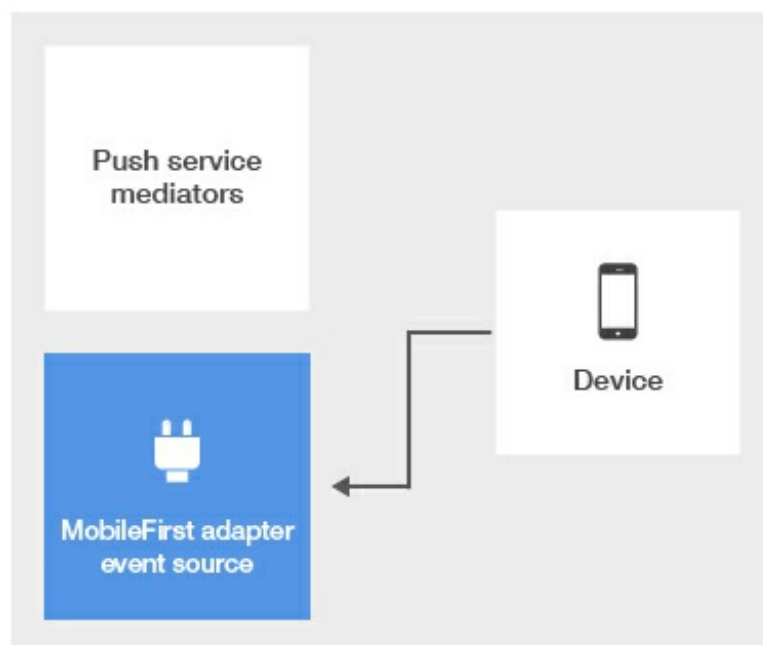 Push service
mediators
Device
MobileFirst adapter
event source